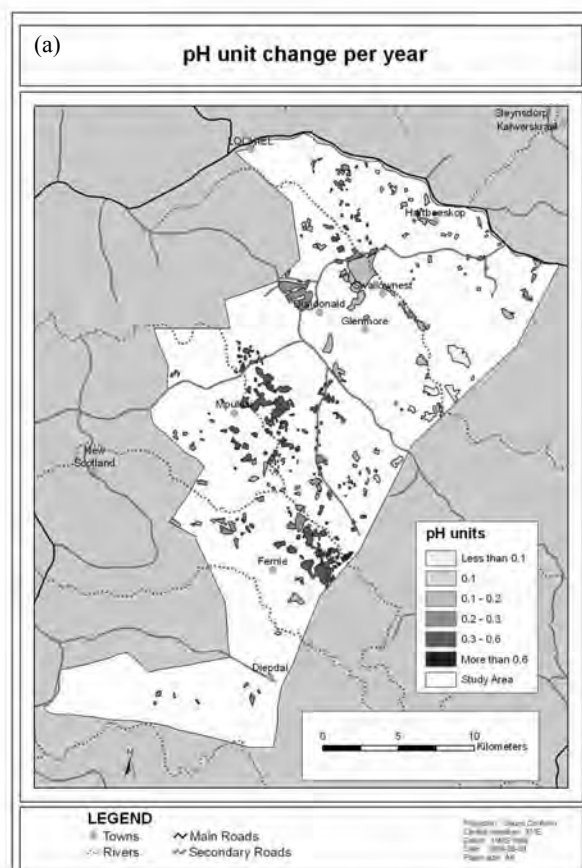 (a)
pH unit change per year
Steynsdorp
Kalwerskraal
LOCHIEL
Hartbeeskop
Swallownest
Glenmore
New
Scotland
Fernie
Diepdal
pH units
Less than 0.1
0.1
0.1 - 0.2
0.2 - 0.3
0.3 - 0.6
More than 0.6
Study Area
0 5 10
Kilometers
N
LEGEND
Towns Main Roads
Rivers Secondary Roads